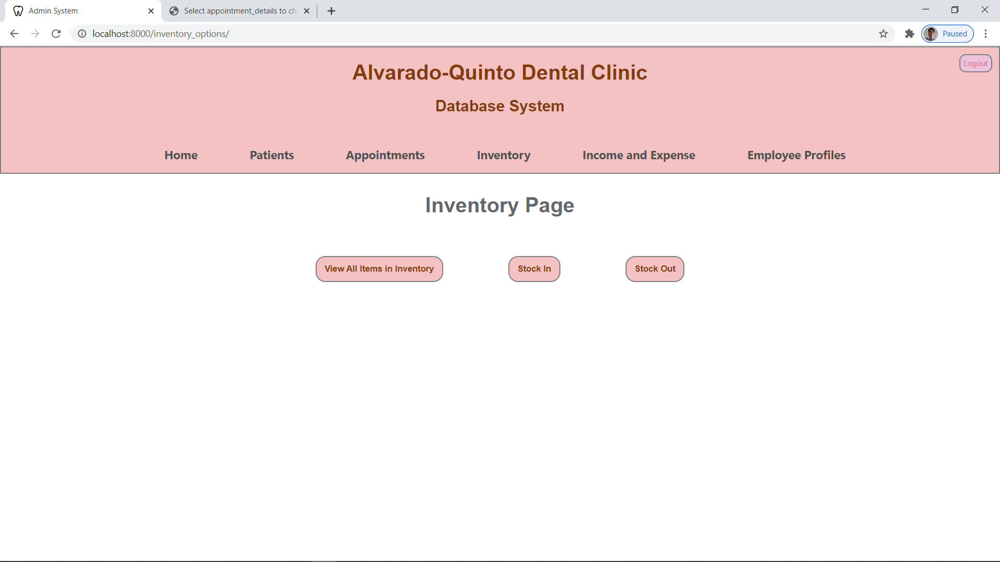 Admin System
Select appointment_details to ch
localhost:8000/inventory_options/
Paused
Logout
Alvarado-Quinto Dental Clinic
Database System
Home Patients Appointments Inventory Income and Expense Employee Profiles
Inventory Page
View All Items in Inventory Stock In Stock Out